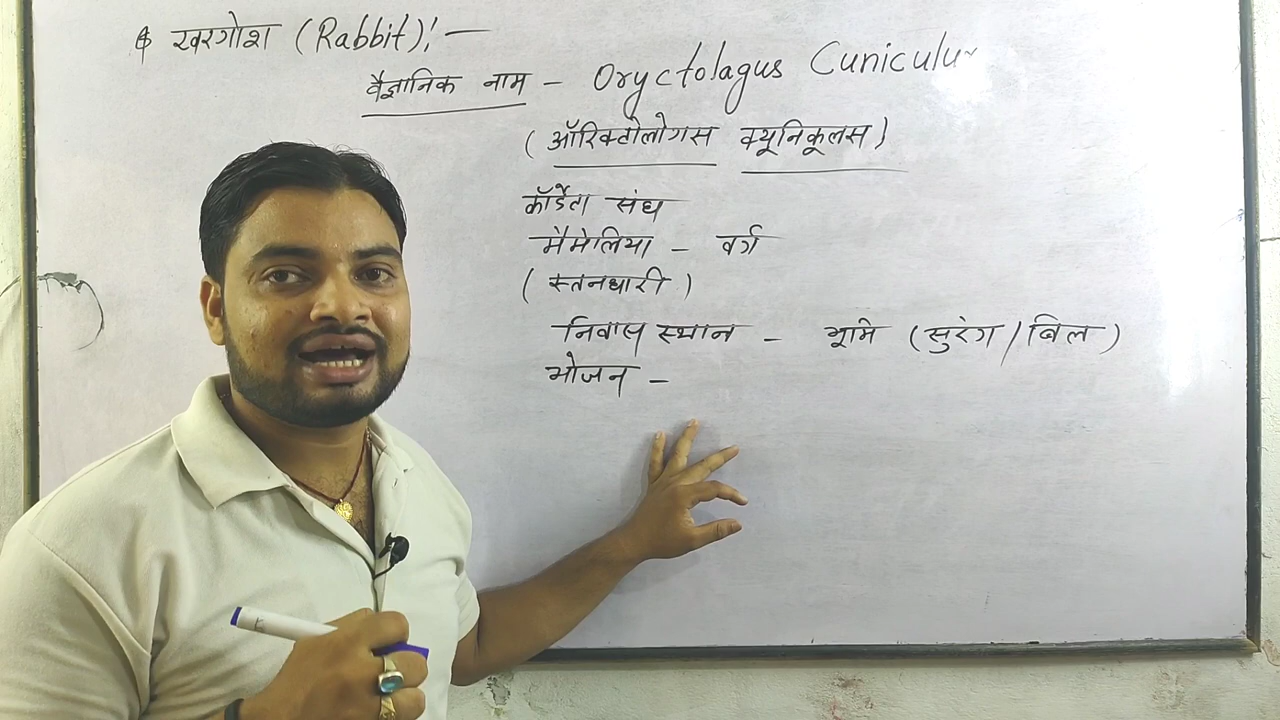 खरगोश (Rabbit):—
वैज्ञानिक नाम - Oryctolagus Cuniculus
(ऑरिक्टोलोगस क्यूनिकूलस)
कॉर्डेटा संघ
मैमेलिया - वर्ग
(स्तनधारी)
निवास स्थान - भूमि (सुरंग/बिल)
भोजन -